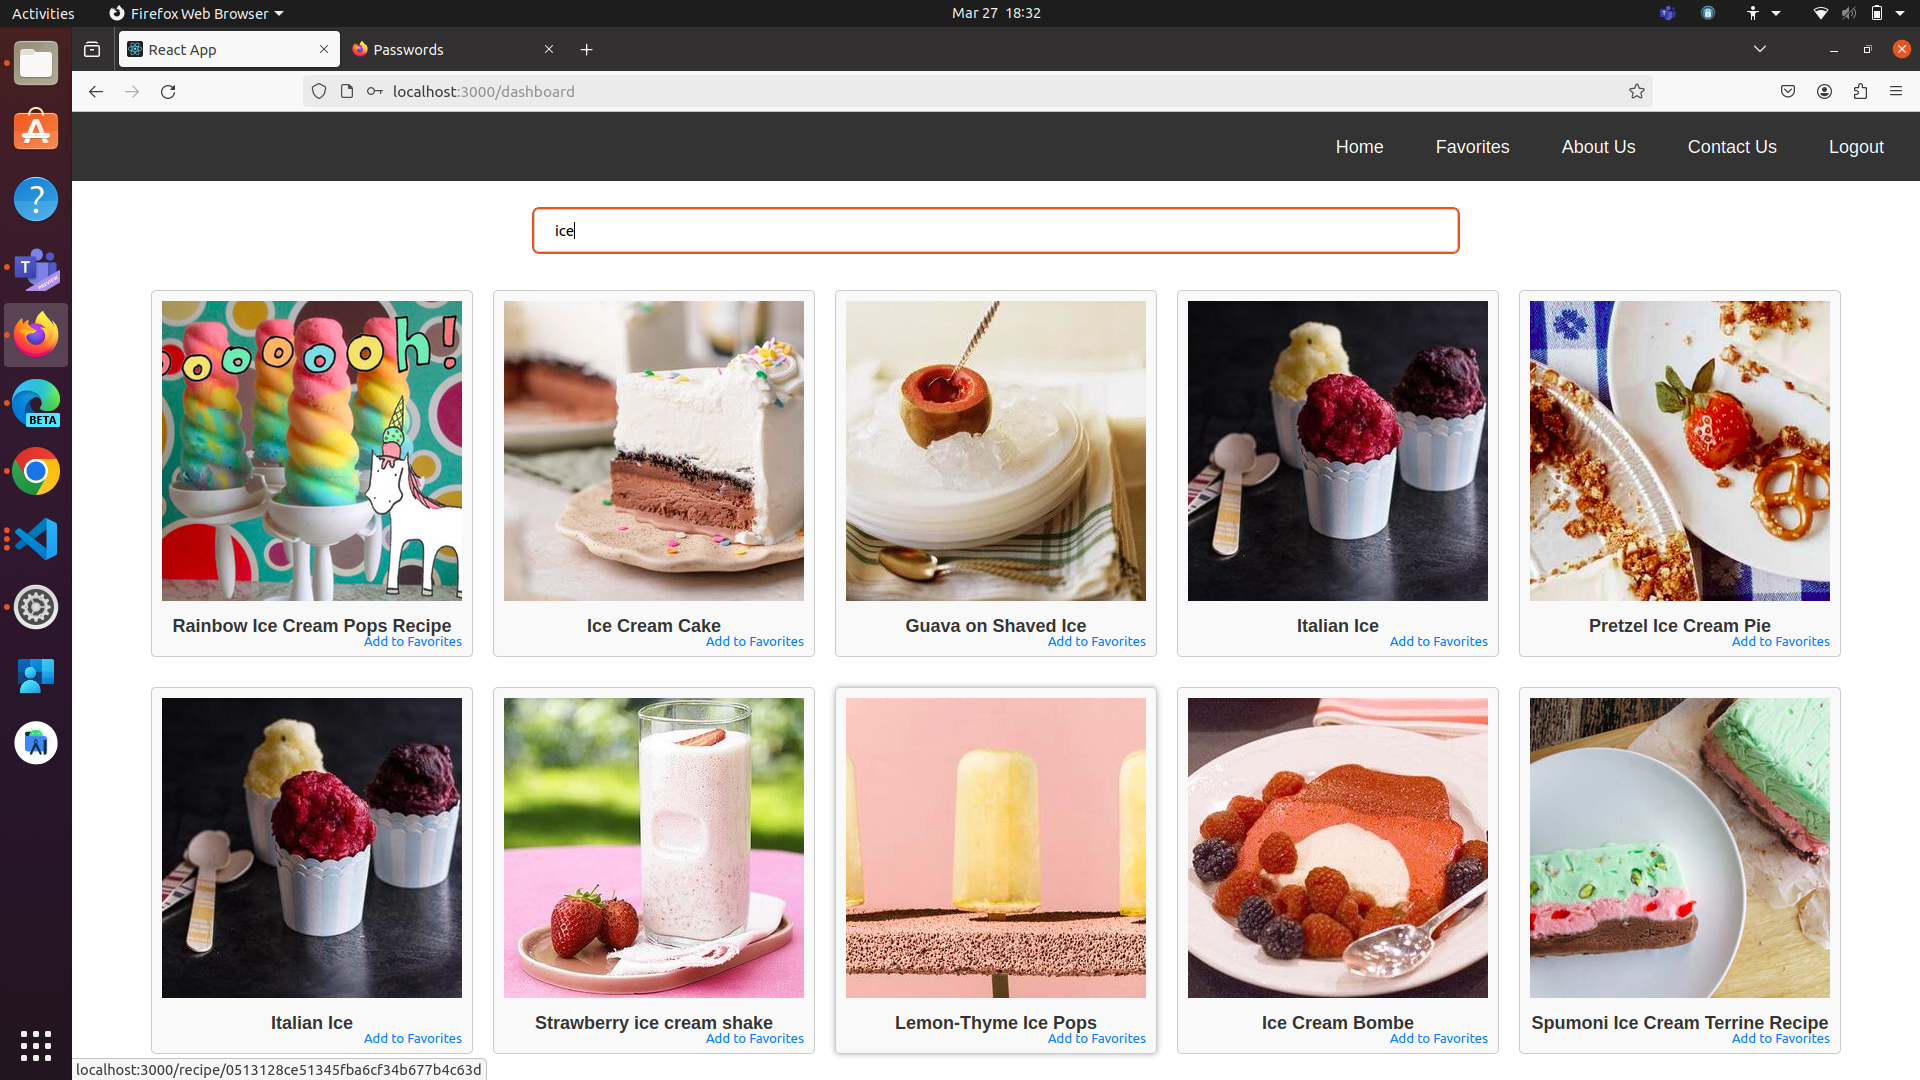 Activities
Firefox Web Browser
Mar 27 18:32
React App
Passwords
localhost:3000/dashboard
Home
Favorites
About Us
Contact Us
Logout
ice
oooooooh!
Rainbow Ice Cream Pops Recipe
Add to Favorites
Ice Cream Cake
Add to Favorites
Guava on Shaved Ice
Add to Favorites
Italian Ice
Add to Favorites
Pretzel Ice Cream Pie
Add to Favorites
Italian Ice
Add to Favorites
Strawberry ice cream shake
Add to Favorites
Lemon-Thyme Ice Pops
Add to Favorites
Ice Cream Bombe
Add to Favorites
Spumoni Ice Cream Terrine Recipe
Add to Favorites
T
PREVIEW
BETA
localhost:3000/recipe/0513128ce51345fba6cf34b677b4c63d